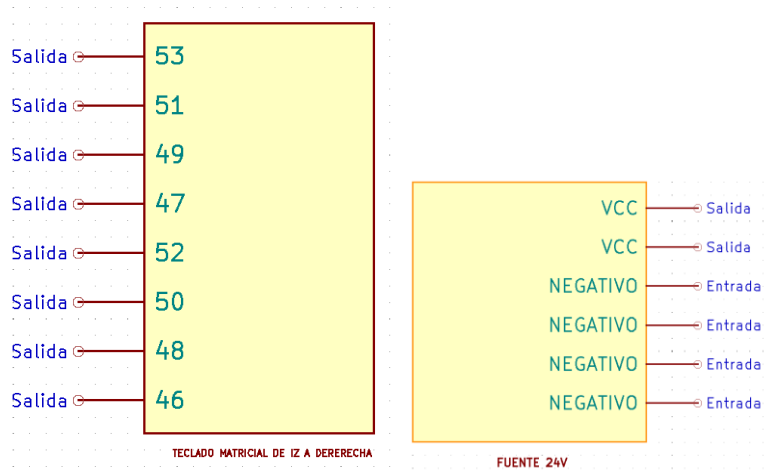 Salida 53
Salida 51
Salida 49
Salida 47
Salida 52
Salida 50
Salida 48
Salida 46
TECLADO MATRICIAL DE IZ A DERERECHA
VCC Salida
VCC Salida
NEGATIVO Entrada
NEGATIVO Entrada
NEGATIVO Entrada
NEGATIVO Entrada
FUENTE 24V